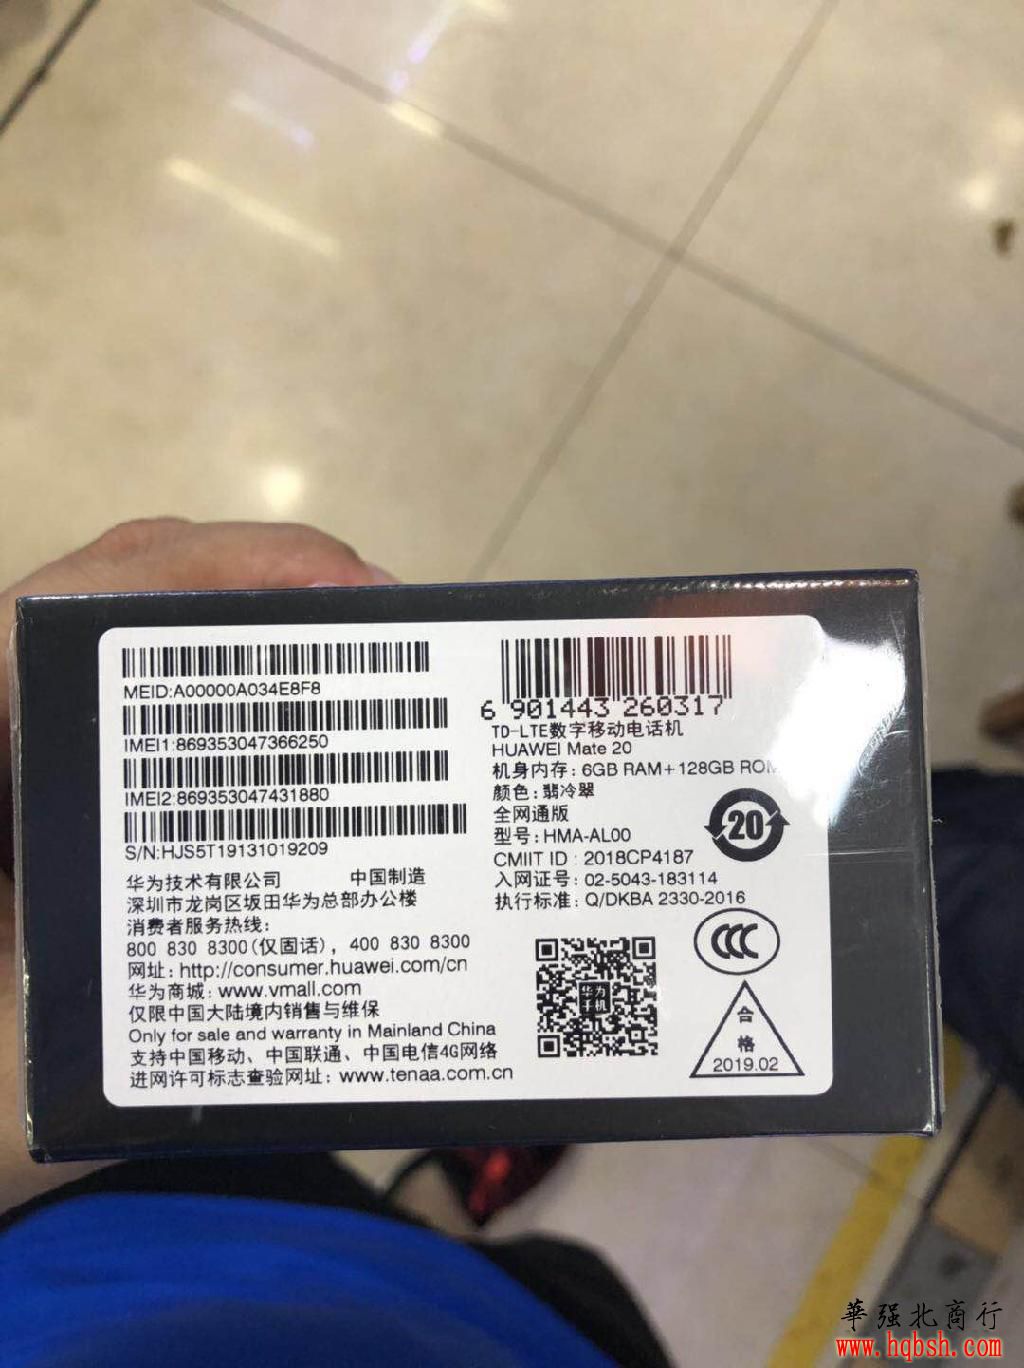 MEID:A00000A034E8F8
IMEI1:869353047366250
IMEI2:869353047431880
S/N:HJS5T19131019209
华为技术有限公司 中国制造
深圳市龙岗区坂田华为总部办公楼
消费者服务热线:
800 830 8300(仅固话), 400 830 8300
网址: http://consumer.huawei.com/cn
华为商城: www.vmall.com
仅限中国大陆境内销售与维保
Only for sale and warranty in Mainland China
支持中国移动、中国联通、中国电信4G网络
进网许可标志查验网址: www.tenaa.com.cn
6 901443 260317
TD-LTE数字移动电话机
HUAWEI Mate 20
机身内存: 6GB RAM+128GB ROM
颜色: 翡冷翠
全网通版
型号: HMA-AL00
CMIIT ID : 2018CP4187
入网证号: 02-5043-183114
执行标准: Q/DKBA 2330-2016
20
CCC
华为
合
格
2019.02
華强北商行
www.hqbsh.com